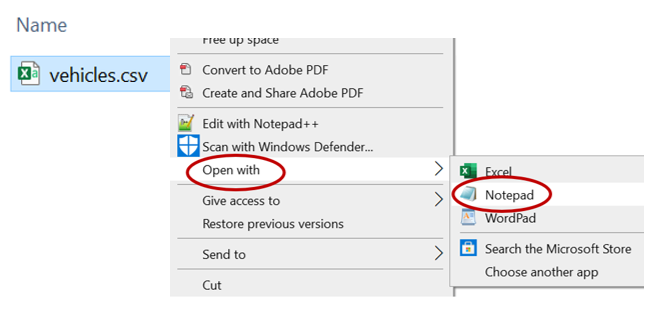 Name
vehicles.csv
Free up space
Convert to Adobe PDF
Create and Share Adobe PDF
Edit with Notepad++
Scan with Windows Defender...
Open with
Give access to
Restore previous versions
Send to
Cut
Excel
Notepad
WordPad
Search the Microsoft Store
Choose another app